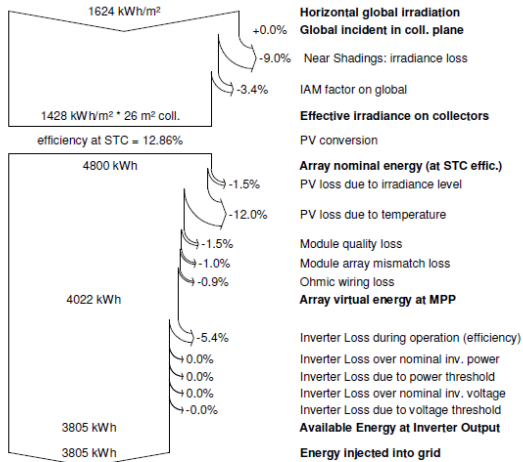 1624 kWh/m² Horizontal global irradiation
+0.0% Global incident in coll. plane
-9.0% Near Shadings: irradiance loss
-3.4% IAM factor on global
1428 kWh/m² * 26 m² coll. Effective irradiance on collectors
efficiency at STC = 12.86% PV conversion
4800 kWh Array nominal energy (at STC effic.)
-1.5% PV loss due to irradiance level
-12.0% PV loss due to temperature
-1.5% Module quality loss
-1.0% Module array mismatch loss
-0.9% Ohmic wiring loss
4022 kWh Array virtual energy at MPP
-5.4% Inverter Loss during operation (efficiency)
0.0% Inverter Loss over nominal inv. power
0.0% Inverter Loss due to power threshold
0.0% Inverter Loss over nominal inv. voltage
-0.0% Inverter Loss due to voltage threshold
3805 kWh Available Energy at Inverter Output
3805 kWh Energy injected into grid